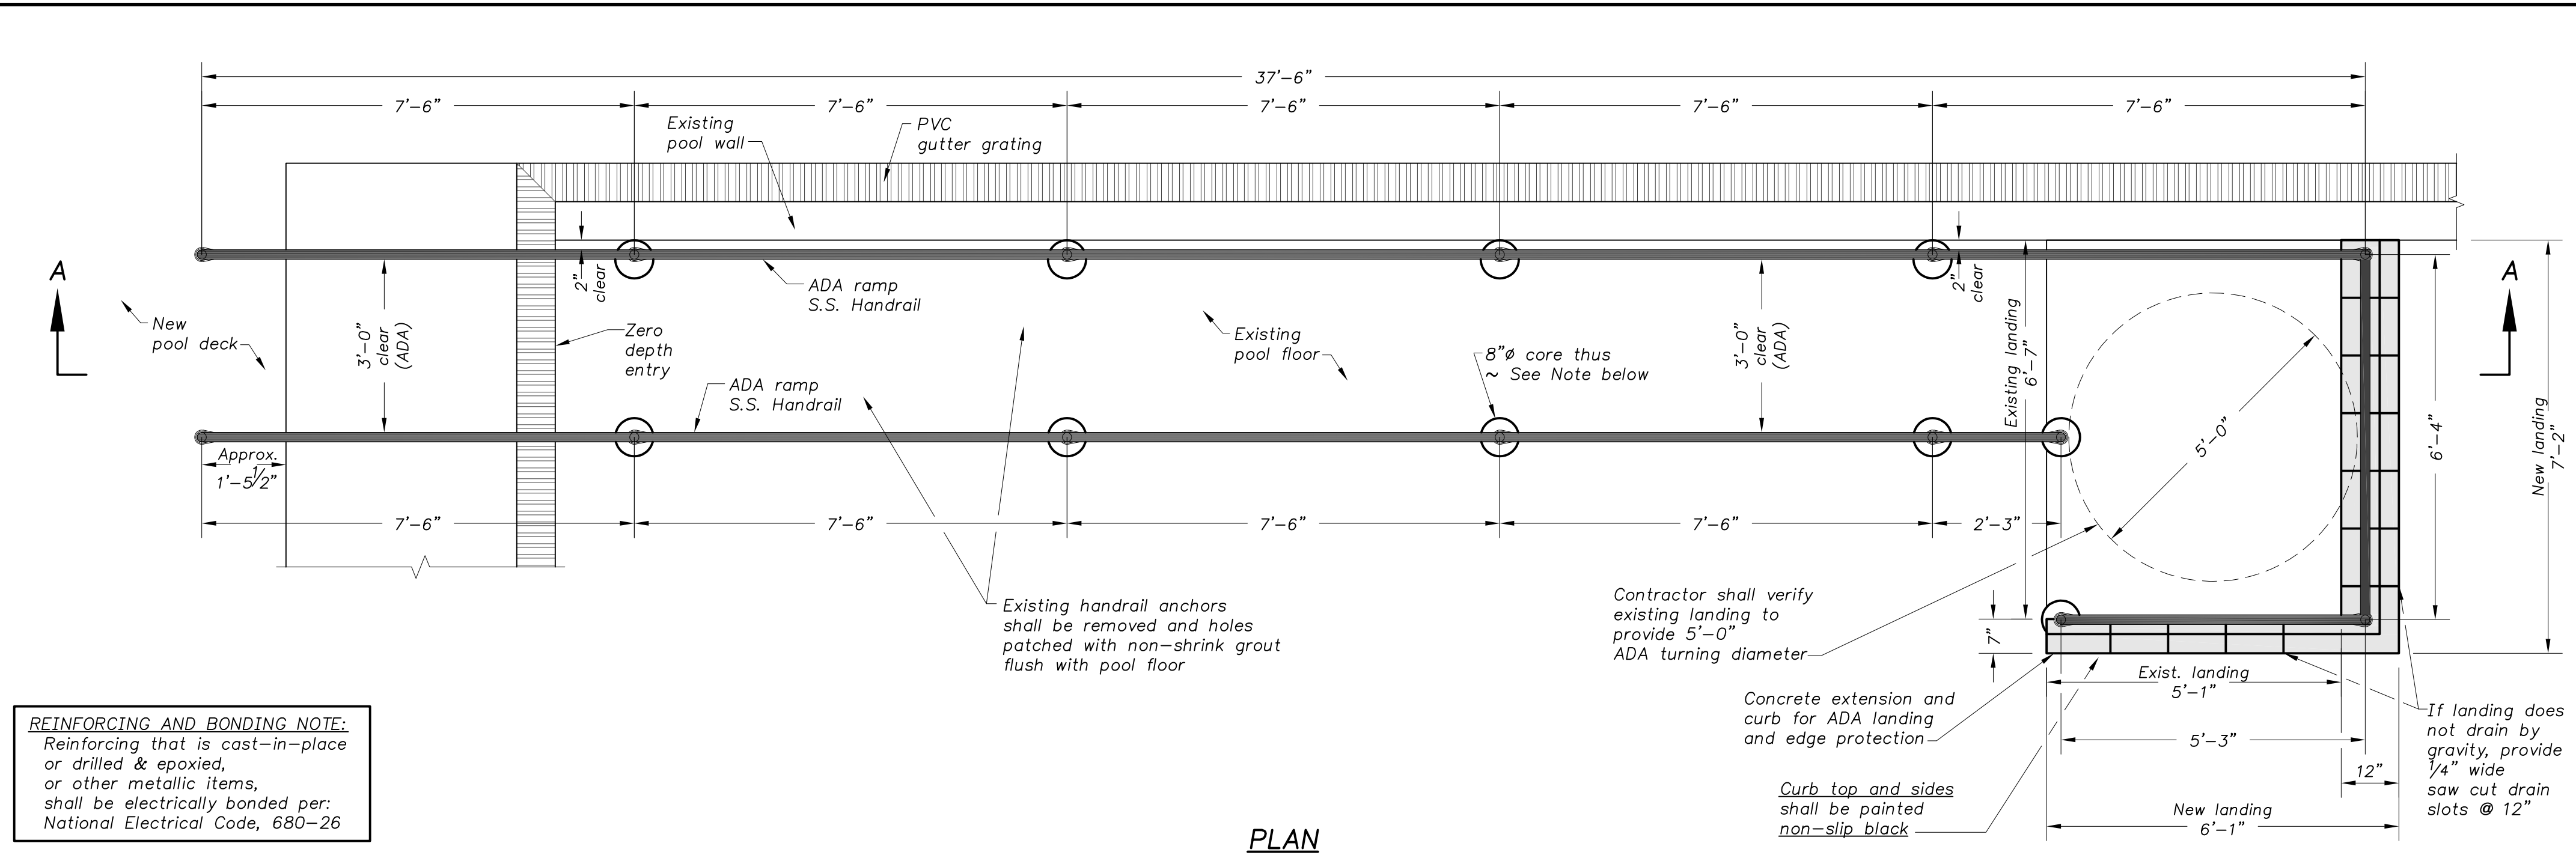 37'-6"
7'-6" 7'-6" 7'-6" 7'-6" 7'-6"
Existing
pool wall
PVC
gutter grating
A
A
2"
clear
2"
clear
ADA ramp
S.S. Handrail
New
pool deck
3'-0"
clear
(ADA)
Zero
depth
entry
Existing
pool floor
8"ø core thus
~ See Note below
3'-0"
clear
(ADA)
Existing landing
6'-7"
5'-0"
6'-4"
New landing
7'-2"
ADA ramp
S.S. Handrail
Approx.
1'-5 1/2"
7'-6" 7'-6" 7'-6" 7'-6" 2'-3"
Existing handrail anchors
shall be removed and holes
patched with non-shrink grout
flush with pool floor
Contractor shall verify
existing landing to
provide 5'-0"
ADA turning diameter
7"
Exist. landing
5'-1"
Concrete extension and
curb for ADA landing
and edge protection
5'-3"
12"
If landing does
not drain by
gravity, provide
1/4" wide
saw cut drain
slots @ 12"
Curb top and sides
shall be painted
non-slip black
New landing
6'-1"
REINFORCING AND BONDING NOTE:
Reinforcing that is cast-in-place
or drilled & epoxied,
or other metallic items,
shall be electrically bonded per:
National Electrical Code, 680-26
PLAN